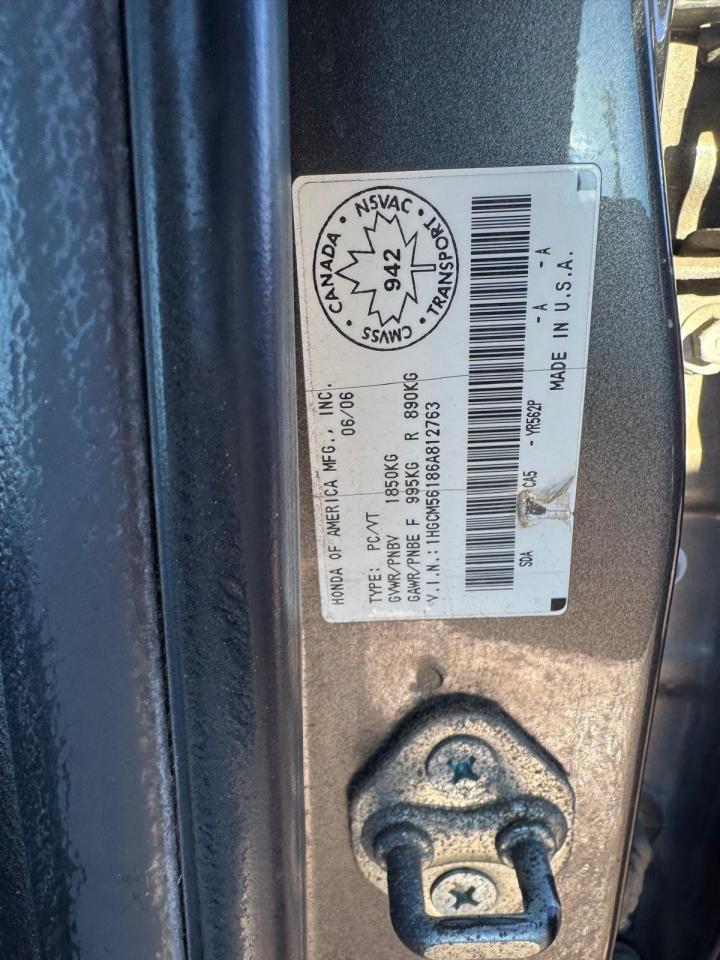 HONDA OF AMERICA MFG., INC.
06/06
TYPE: PC/VT
GVWR/PNBV 1850KG
GAWR/PNBE F 995KG R 890KG
V.I.N.: 1HGCM56186A812763
SDA CA5 - YR562P - A - A
MADE IN U.S.A.
CANADA • NSVAC • TRANSPORT • CMVSS •
942